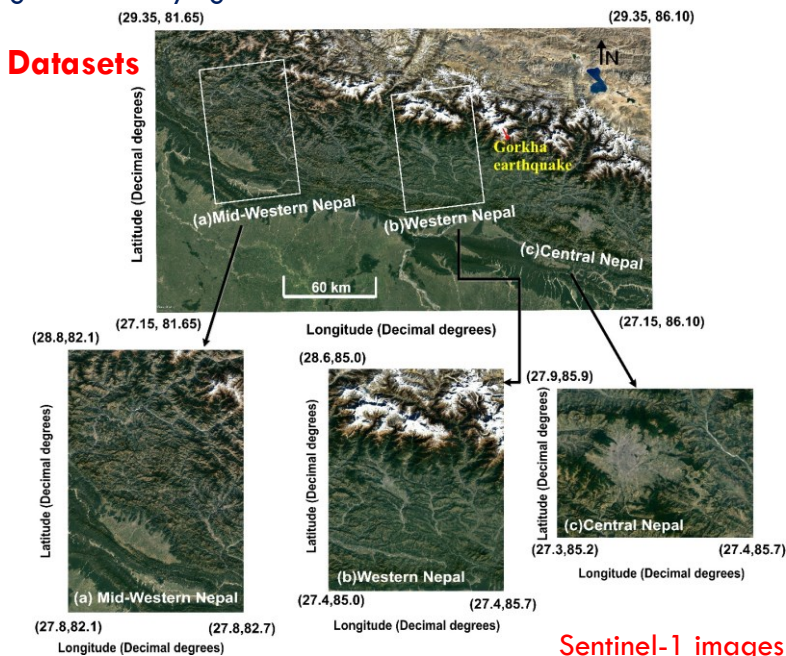 (29.35, 81.65)
(29.35, 86.10)
Datasets
N
Gorkha
earthquake
Latitude (Decimal degrees)
(a)Mid-Western Nepal
(b)Western Nepal
(c)Central Nepal
60 km
(27.15, 81.65)
Longitude (Decimal degrees)
(27.15, 86.10)
(28.8,82.1)
(28.6,85.0)
(27.9,85.9)
Latitude (Decimal degrees)
(a) Mid-Western Nepal
(27.8,82.1)
(27.8,82.7)
Longitude (Decimal degrees)
Latitude (Decimal degrees)
(b)Western Nepal
(27.4,85.0)
(27.4,85.7)
Longitude (Decimal degrees)
Latitude (Decimal degrees)
(c)Central Nepal
(27.3,85.2)
(27.4,85.7)
Longitude (Decimal degrees)
Sentinel-1 images